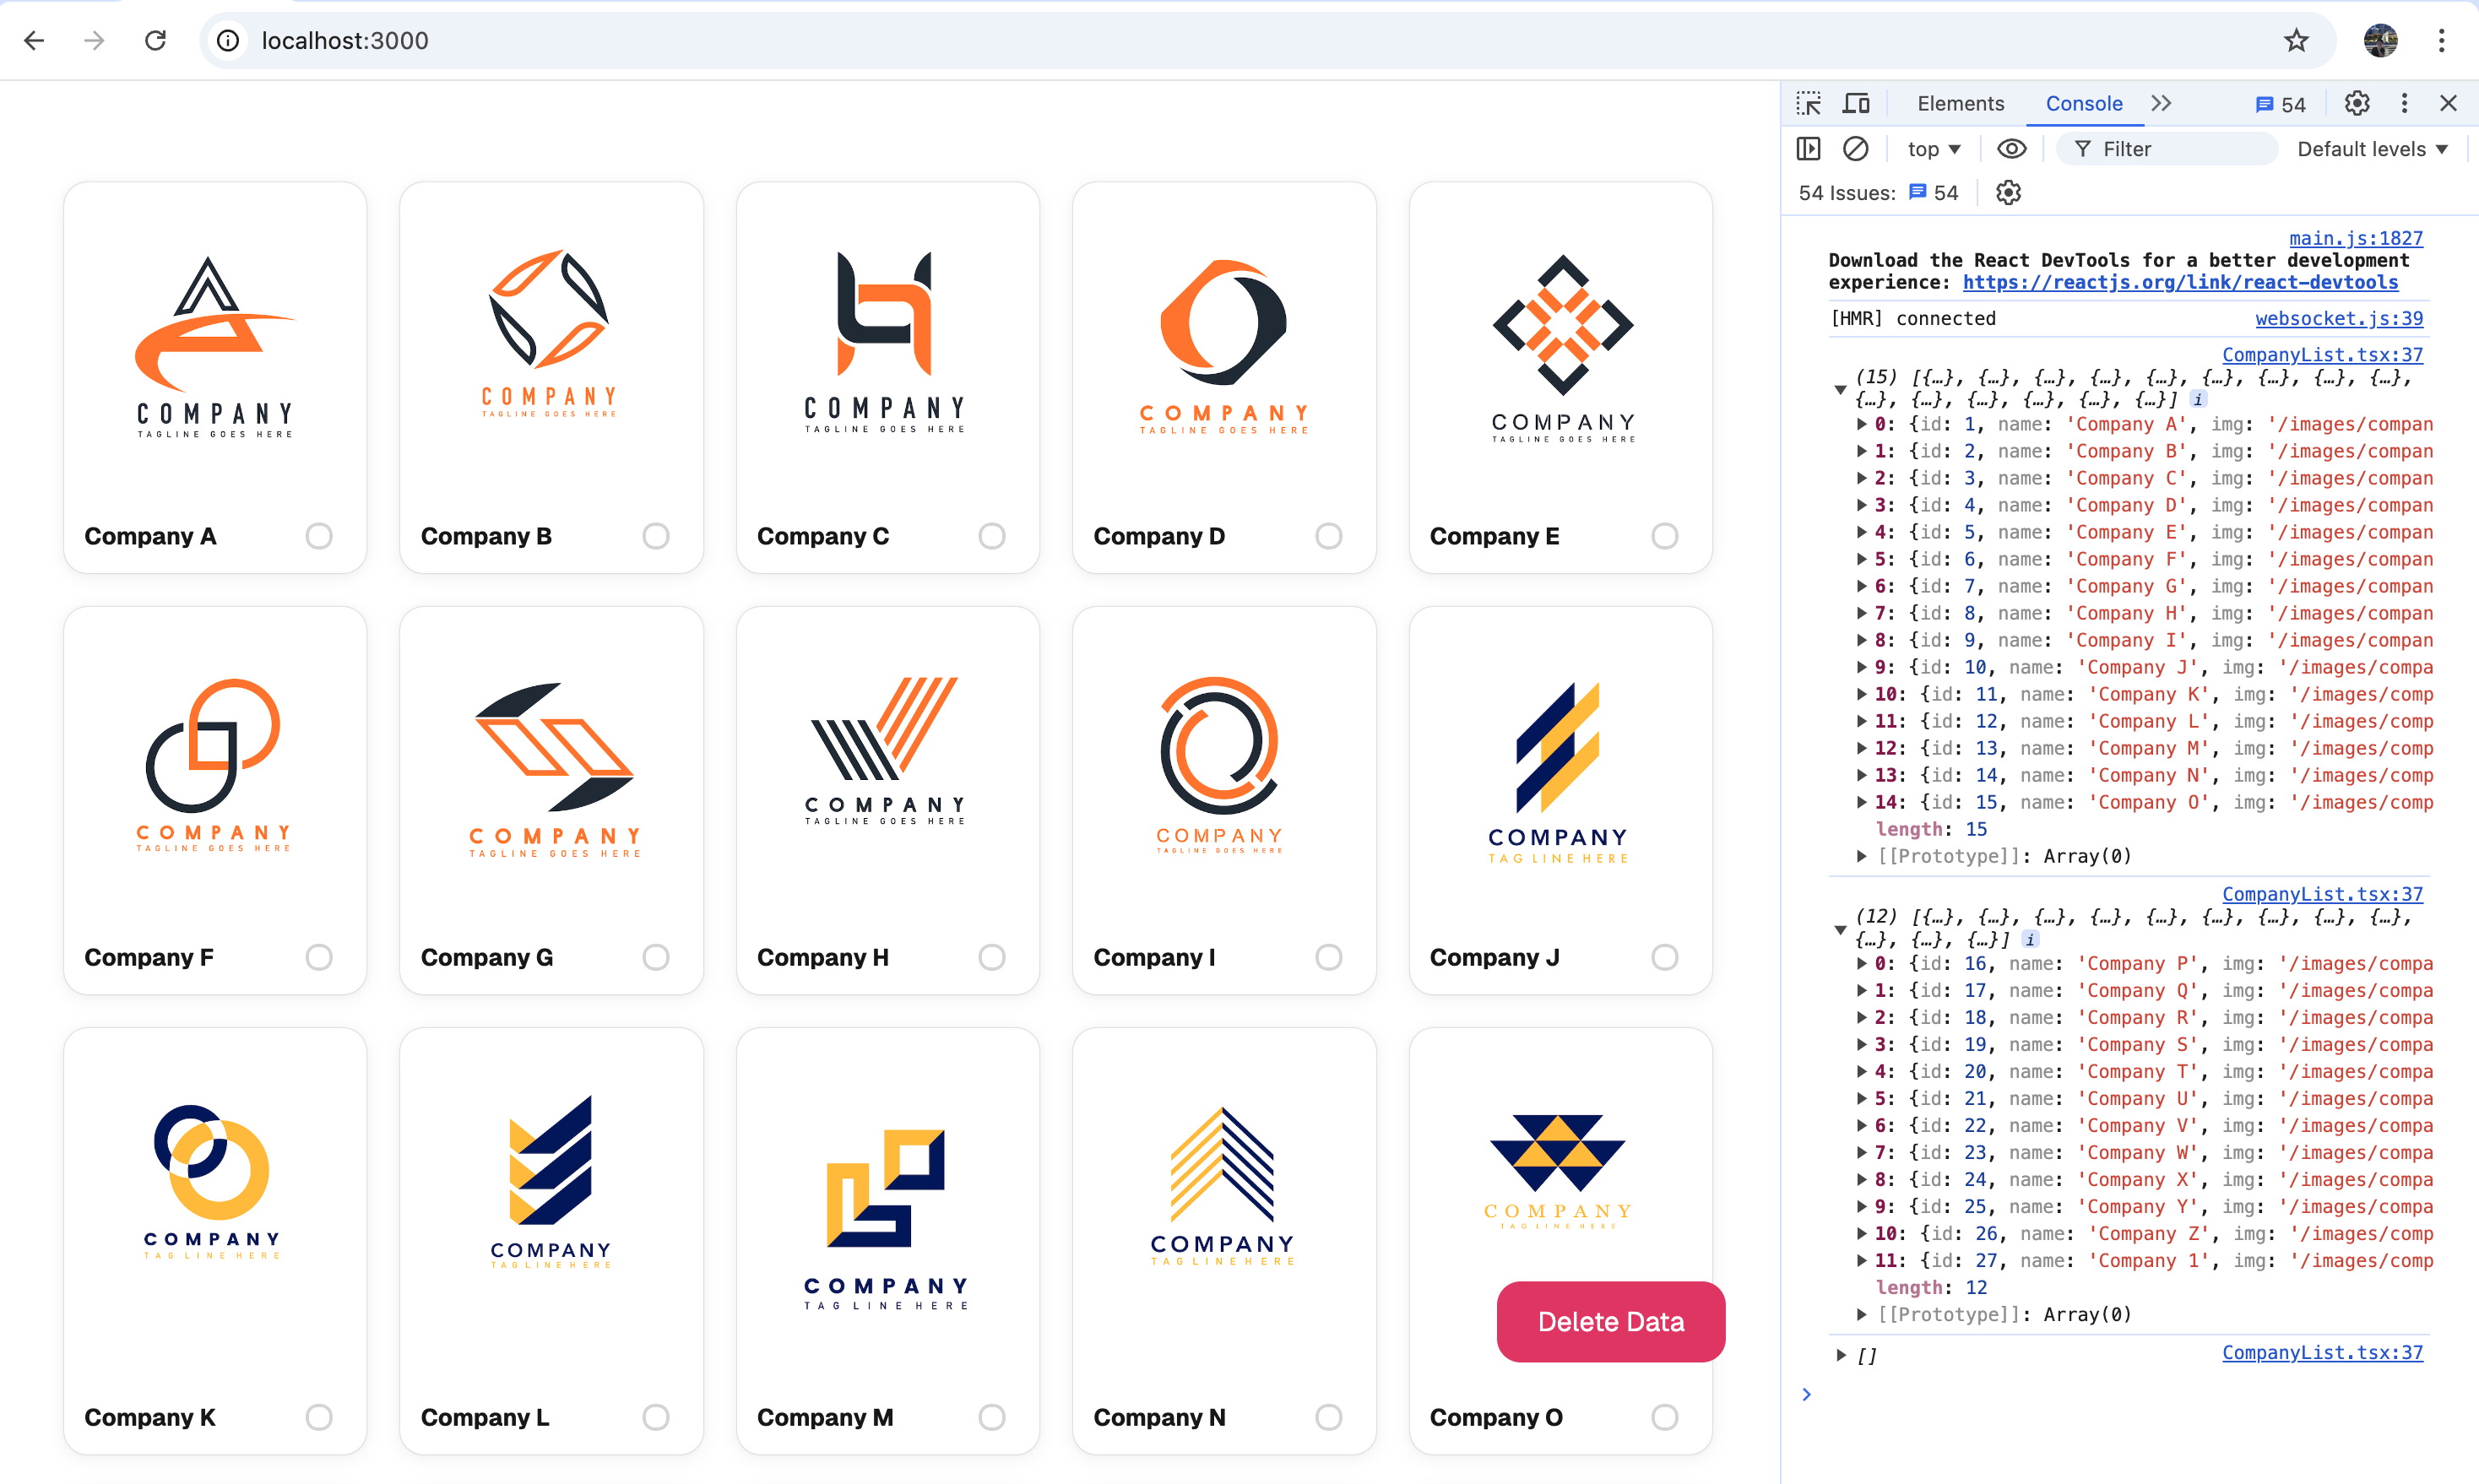 localhost:3000
Elements
Console
54
top
Filter
Default levels
54 Issues:
54
COMPANY
TAGLINE GOES HERE
Company A
COMPANY
TAGLINE GOES HERE
Company B
COMPANY
TAGLINE GOES HERE
Company C
COMPANY
TAGLINE GOES HERE
Company D
COMPANY
TAGLINE GOES HERE
Company E
COMPANY
TAGLINE GOES HERE
Company F
COMPANY
TAGLINE GOES HERE
Company G
COMPANY
TAGLINE GOES HERE
Company H
COMPANY
TAGLINE GOES HERE
Company I
COMPANY
TAG LINE HERE
Company J
COMPANY
TAG LINE HERE
Company K
COMPANY
TAG LINE HERE
Company L
COMPANY
TAG LINE HERE
Company M
COMPANY
TAG LINE HERE
Company N
COMPANY
TAG LINE HERE
Company O
Delete Data
main.js:1827
Download the React DevTools for a better development
experience: https://reactjs.org/link/react-devtools
[HMR] connected
websocket.js:39
CompanyList.tsx:37
(15) [{…}, {…}, {…}, {…}, {…}, {…}, {…}, {…}, {…},
{…}, {…}, {…}, {…}, {…}, {…}] i
0: {id: 1, name: 'Company A', img: '/images/compan
1: {id: 2, name: 'Company B', img: '/images/compan
2: {id: 3, name: 'Company C', img: '/images/compan
3: {id: 4, name: 'Company D', img: '/images/compan
4: {id: 5, name: 'Company E', img: '/images/compan
5: {id: 6, name: 'Company F', img: '/images/compan
6: {id: 7, name: 'Company G', img: '/images/compan
7: {id: 8, name: 'Company H', img: '/images/compan
8: {id: 9, name: 'Company I', img: '/images/compan
9: {id: 10, name: 'Company J', img: '/images/compa
10: {id: 11, name: 'Company K', img: '/images/comp
11: {id: 12, name: 'Company L', img: '/images/comp
12: {id: 13, name: 'Company M', img: '/images/comp
13: {id: 14, name: 'Company N', img: '/images/comp
14: {id: 15, name: 'Company O', img: '/images/comp
length: 15
[[Prototype]]: Array(0)
CompanyList.tsx:37
(12) [{…}, {…}, {…}, {…}, {…}, {…}, {…}, {…}, {…},
{…}, {…}, {…}] i
0: {id: 16, name: 'Company P', img: '/images/compa
1: {id: 17, name: 'Company Q', img: '/images/compa
2: {id: 18, name: 'Company R', img: '/images/compa
3: {id: 19, name: 'Company S', img: '/images/compa
4: {id: 20, name: 'Company T', img: '/images/compa
5: {id: 21, name: 'Company U', img: '/images/compa
6: {id: 22, name: 'Company V', img: '/images/compa
7: {id: 23, name: 'Company W', img: '/images/compa
8: {id: 24, name: 'Company X', img: '/images/compa
9: {id: 25, name: 'Company Y', img: '/images/compa
10: {id: 26, name: 'Company Z', img: '/images/comp
11: {id: 27, name: 'Company 1', img: '/images/comp
length: 12
[[Prototype]]: Array(0)
CompanyList.tsx:37
[]